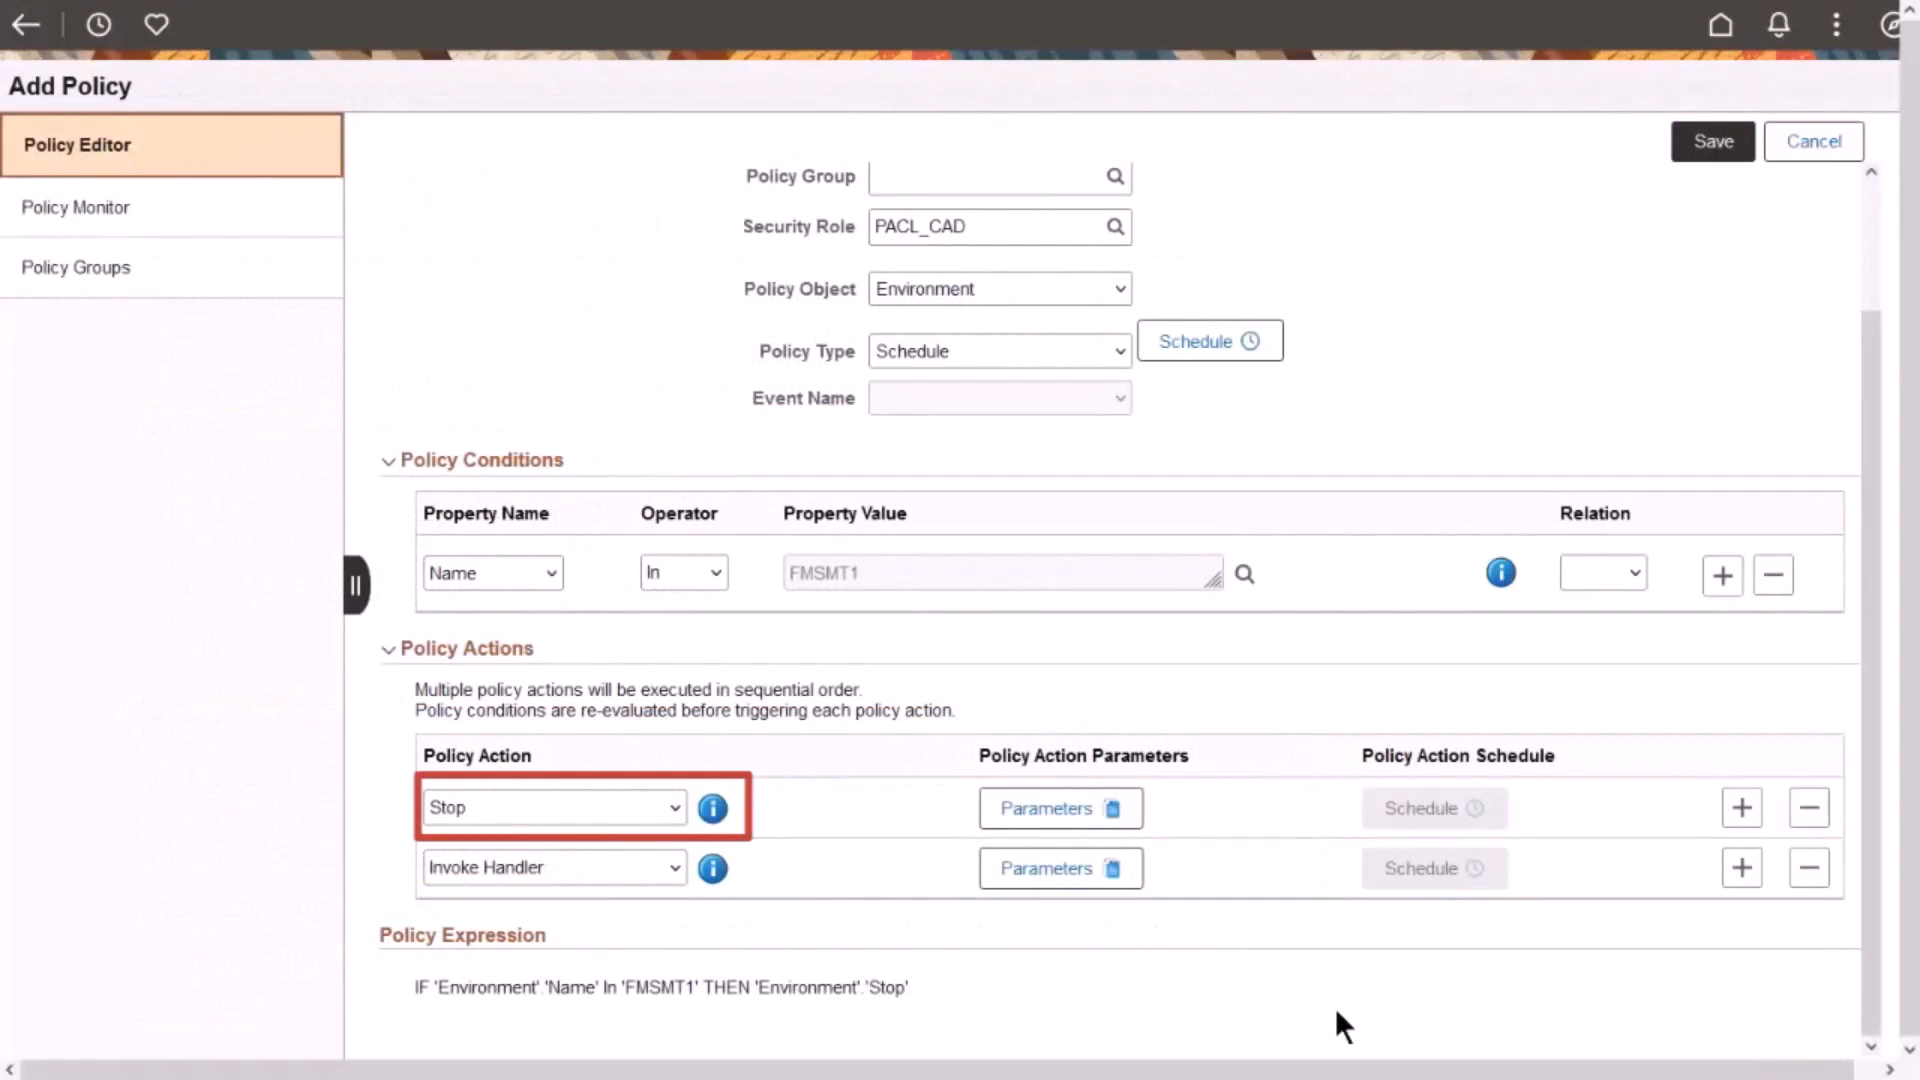 Add Policy
Policy Editor
Policy Monitor
Policy Groups
Save
Cancel
Policy Group
Security Role
PACL_CAD
Policy Object
Environment
Policy Type
Schedule
Schedule
Event Name
Policy Conditions
Property Name
Operator
Property Value
Relation
Name
In
FMSMT1
Policy Actions
Multiple policy actions will be executed in sequential order.
Policy conditions are re-evaluated before triggering each policy action.
Policy Action
Policy Action Parameters
Policy Action Schedule
Stop
Parameters
Schedule
Invoke Handler
Parameters
Schedule
Policy Expression
IF 'Environment'.'Name' In 'FMSMT1' THEN 'Environment'.'Stop'